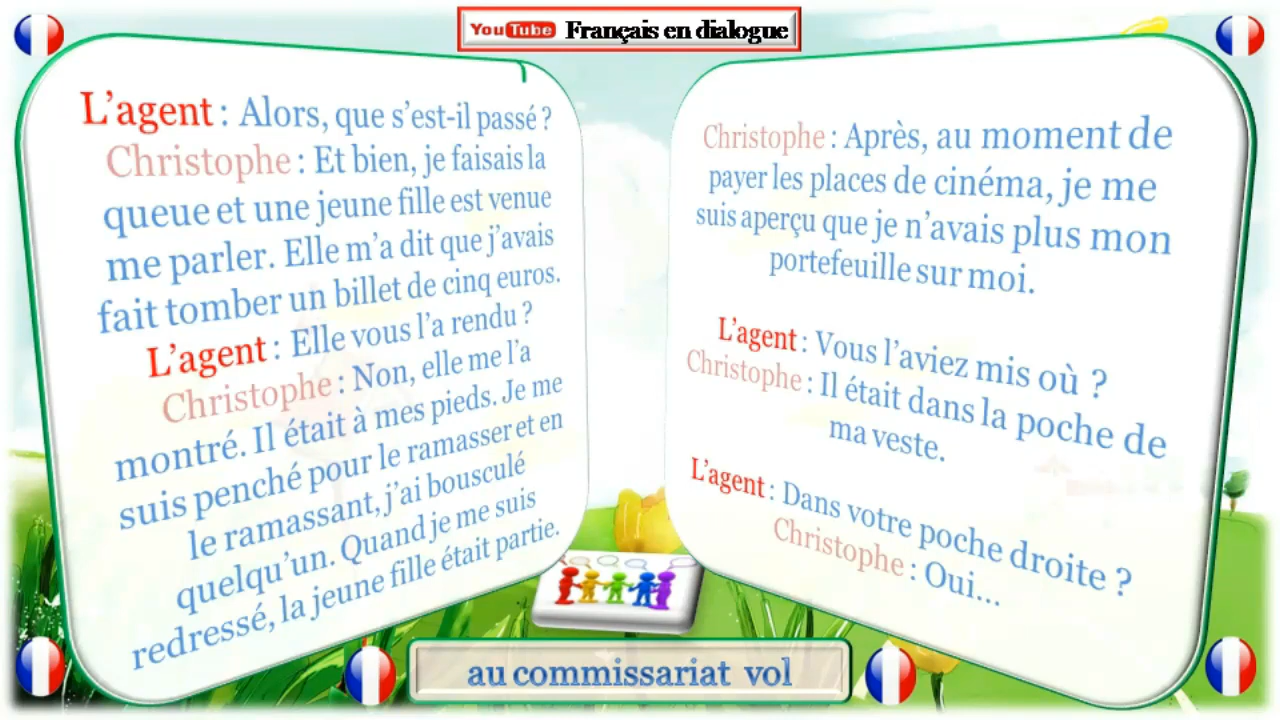 YouTube Français en dialogue
L’agent : Alors, que s’est-il passé ?
Christophe : Et bien, je faisais la
queue et une jeune fille est venue
me parler. Elle m’a dit que j’avais
fait tomber un billet de cinq euros.
L’agent : Elle vous l’a rendu ?
Christophe : Non, elle me l’a
montré. Il était à mes pieds. Je me
suis penché pour le ramasser et en
le ramassant, j’ai bousculé
quelqu’un. Quand je me suis
redressé, la jeune fille était partie.
Christophe : Après, au moment de
payer les places de cinéma, je me
suis aperçu que je n’avais plus mon
portefeuille sur moi.
L’agent : Vous l’aviez mis où ?
Christophe : Il était dans la poche de
ma veste.
L’agent : Dans votre poche droite ?
Christophe : Oui...
au commissariat vol